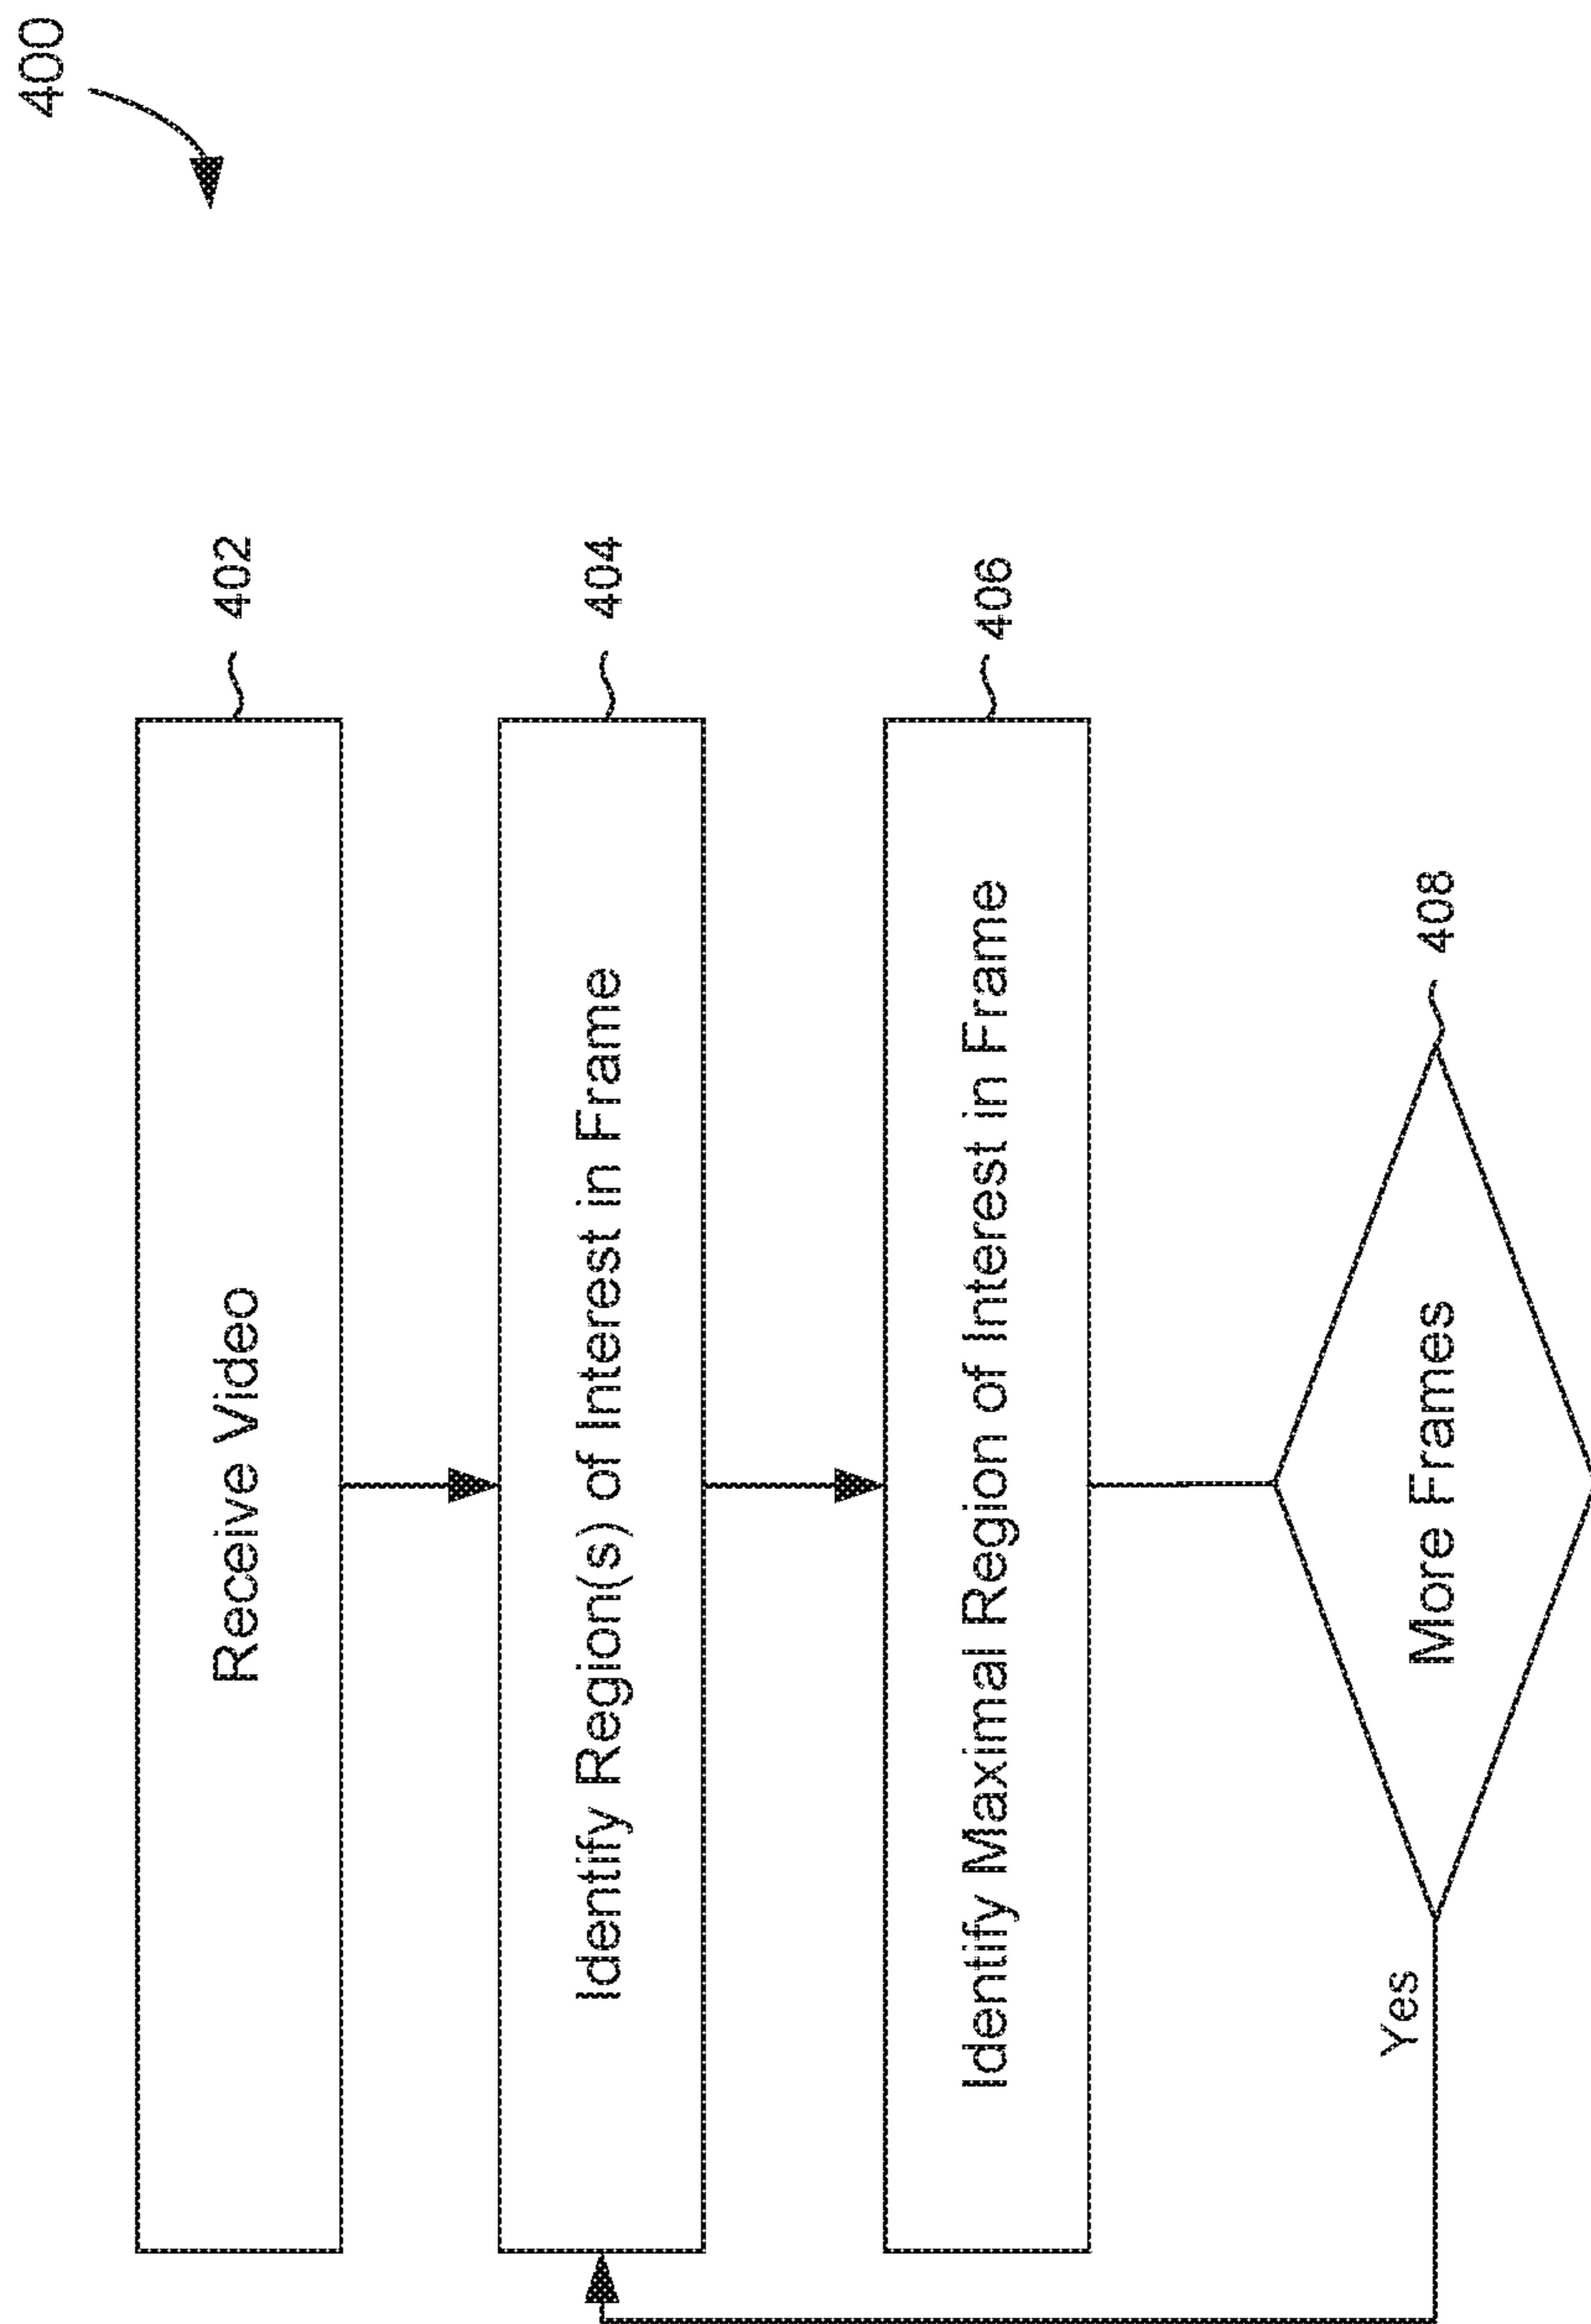 400
Receive Video
402
Identify Region(s) of Interest in Frame
404
Identify Maximal Region of Interest in Frame
406
More Frames
408
Yes